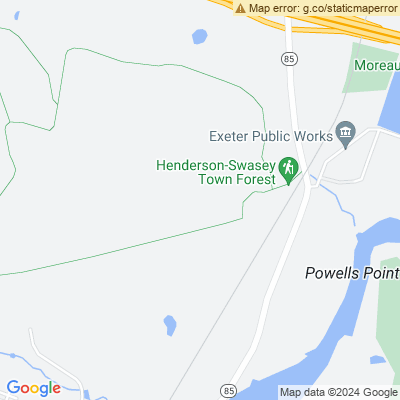 Map error: g.co/staticmaperror
85
Moreau
Exeter Public Works
Henderson-Swasey
Town Forest
Powells Point
85
Google
Map data ©2024 Google